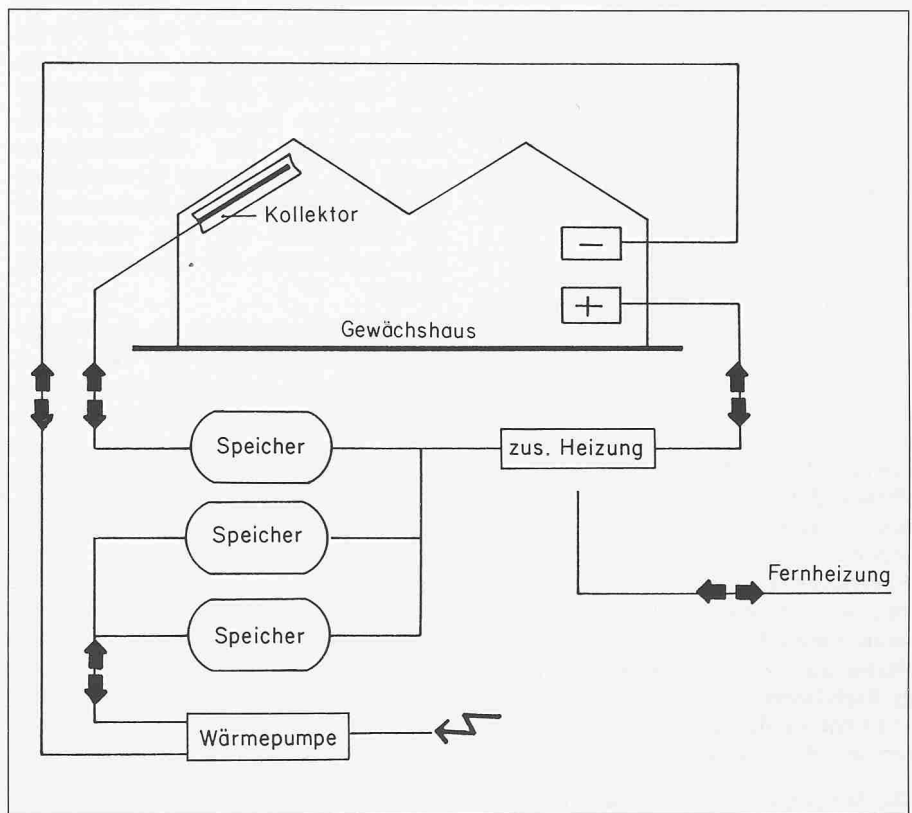 Kollektor
−
+
Gewächshaus
Speicher
zus. Heizung
Speicher
Fernheizung
Speicher
Wärmepumpe